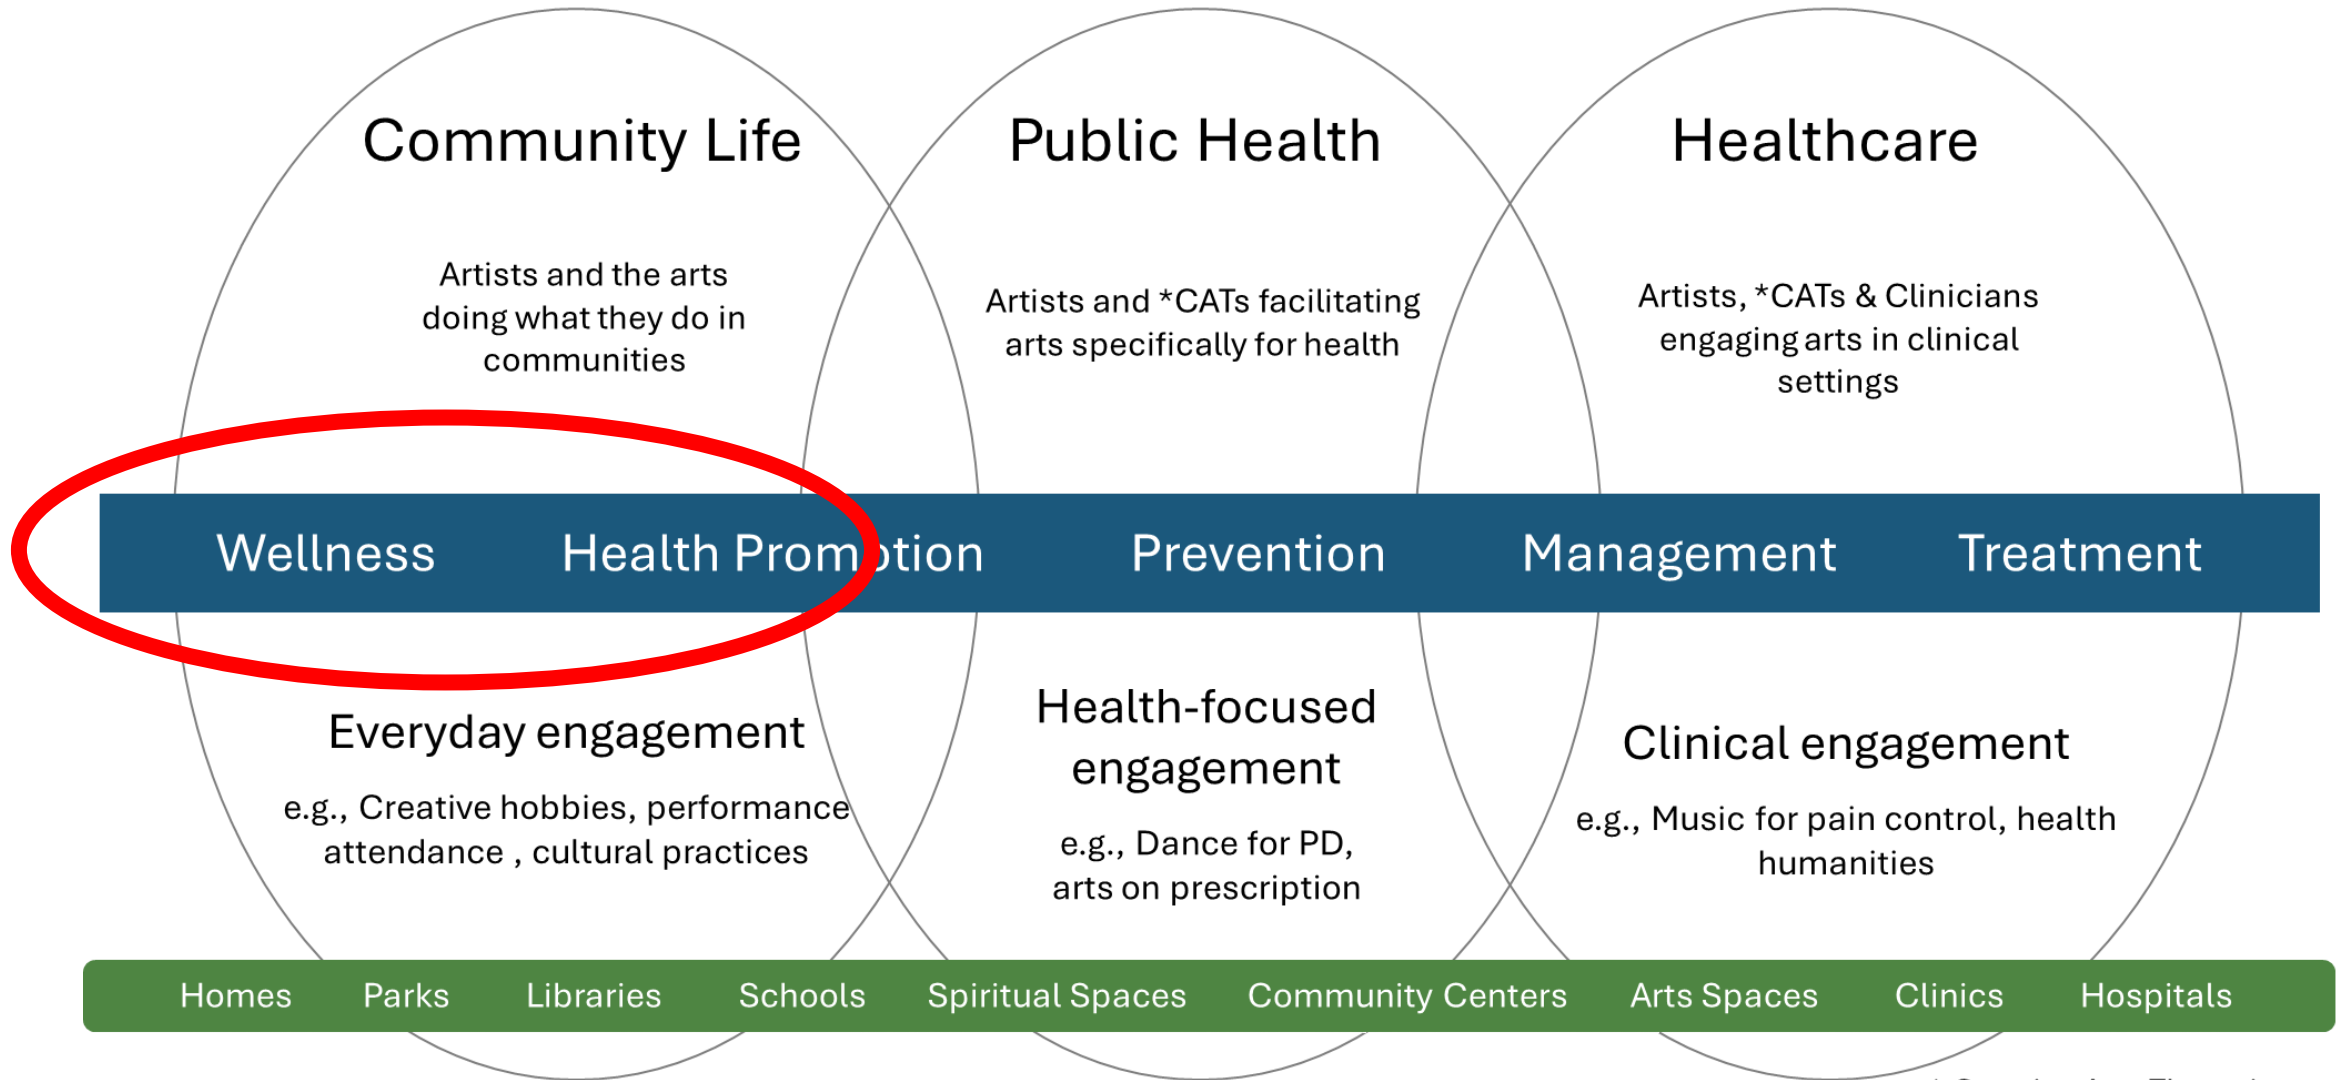 Community Life
Public Health
Healthcare
Artists and the arts
doing what they do in
communities
Artists and *CATs facilitating
arts specifically for health
Artists, *CATs & Clinicians
engaging arts in clinical
settings
Wellness
Health Promotion
Prevention
Management
Treatment
Everyday engagement
e.g., Creative hobbies, performance
attendance , cultural practices
Health-focused
engagement
e.g., Dance for PD,
arts on prescription
Clinical engagement
e.g., Music for pain control, health
humanities
Homes
Parks
Libraries
Schools
Spiritual Spaces
Community Centers
Arts Spaces
Clinics
Hospitals